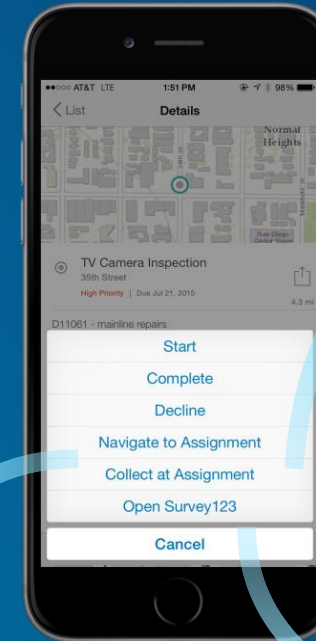 AT&T LTE 1:51 PM 98%
List Details
Normal
Heights
TV Camera Inspection
35th Street
High Priority | Due Jul 21, 2015
4.3 mi
D11061 - mainline repairs
Start
Complete
Decline
Navigate to Assignment
Collect at Assignment
Open Survey123
Cancel